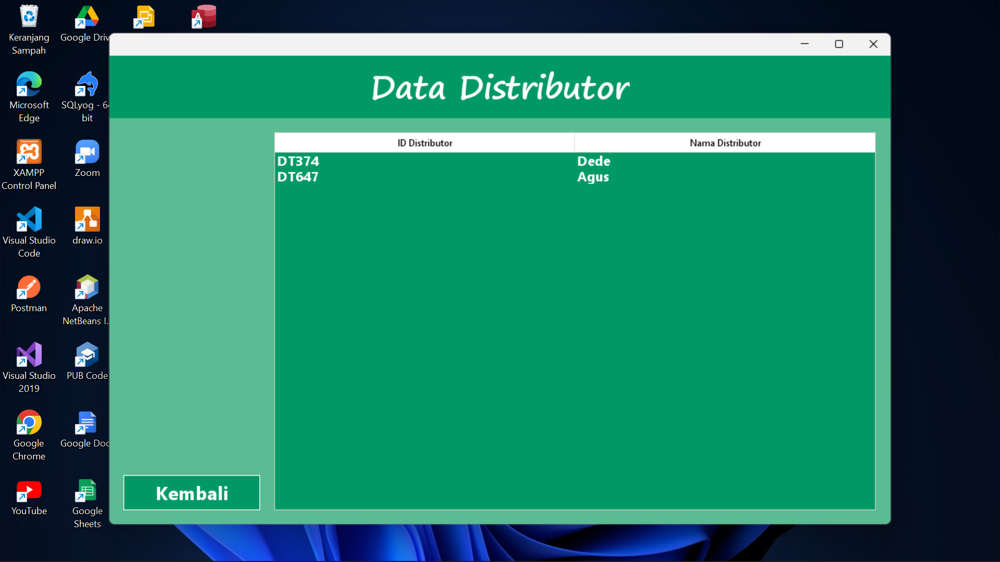 Keranjang
Sampah
Google Driv
Microsoft
Edge
SQLyog - 64
bit
XAMPP
Control Panel
Zoom
Visual Studio
Code
draw.io
Postman
Apache
NetBeans I..
Visual Studio
2019
PUB Code
Google
Chrome
Google Doc
YouTube
Google
Sheets
Data Distributor
ID Distributor Nama Distributor
DT374 Dede
DT647 Agus
Kembali